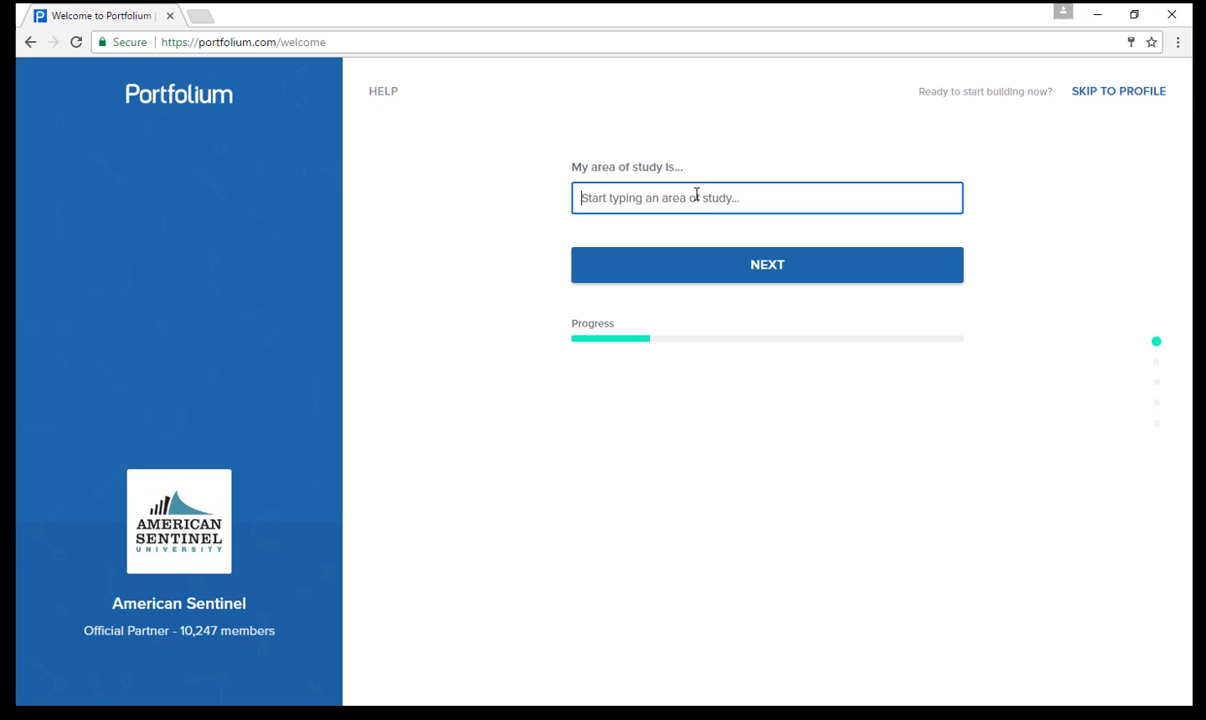 Welcome to Portfolium |
Secure | https://portfolium.com/welcome
Portfolium
HELP
Ready to start building now? SKIP TO PROFILE
My area of study is...
Start typing an area of study...
NEXT
Progress
AMERICAN
SENTINEL
UNIVERSITY
American Sentinel
Official Partner - 10,247 members